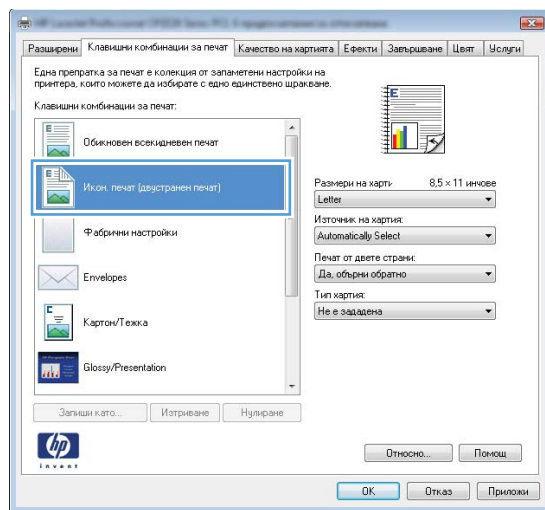 Разширени Клавишни комбинации за печат Качество на хартията Ефекти Завършване Цвят Услуги
Една препратка за печат е колекция от запаметени настройки на
принтера, които можете да избирате с едно единствено щракване.
Клавишни комбинации за печат:
Обикновен всекидневен печат
Икон. печат (двустранен печат)
Фабрични настройки
Envelopes
Картон/Тежка
Glossy/Presentation
Запиши като... Изтриване Нулиране
Размери на харти 8,5 × 11 инчове
Letter
Източник на хартия:
Automatically Select
Печат от двете страни:
Да, обърни обратно
Тип хартия:
Не е зададена
hp
invent
Относно... Помощ
OK Отказ Приложи